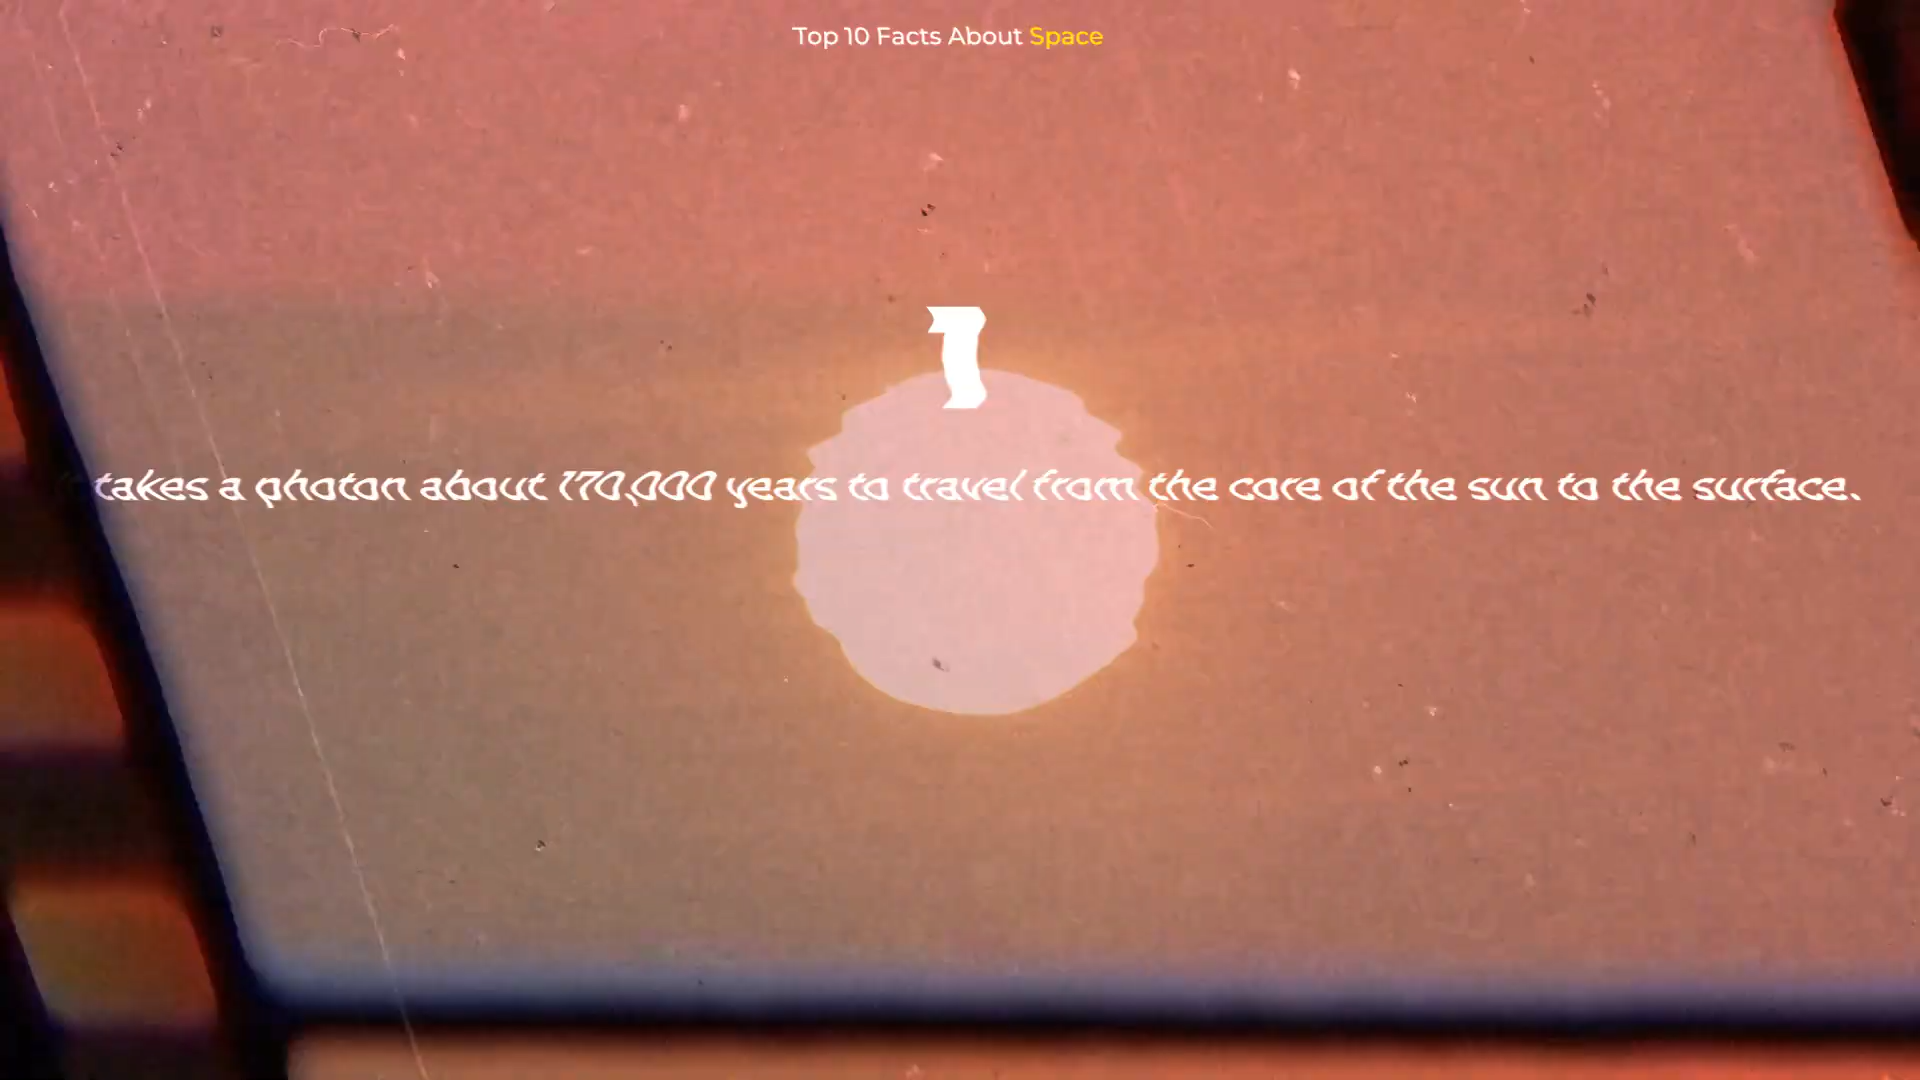 Top 10 Facts About Space
1
takes a photon about 170,000 years to travel from the core of the sun to the surface.